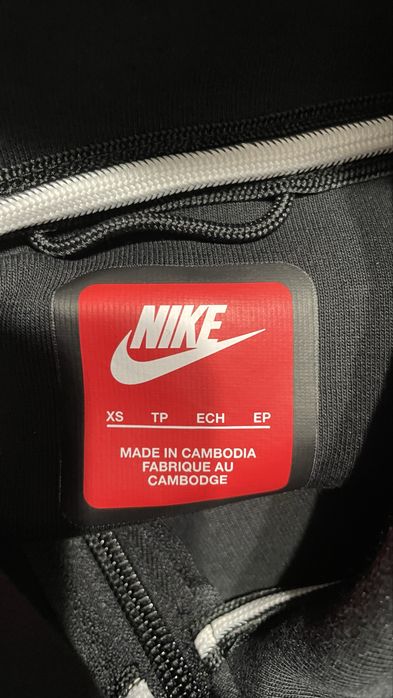 NIKE
XS TP ECH EP
MADE IN CAMBODIA
FABRIQUE AU
CAMBODGE